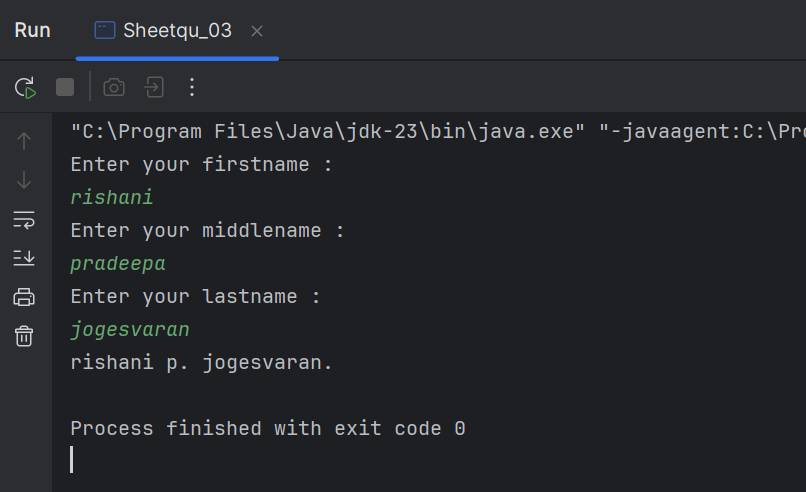 Run Sheetqu_03
"C:\Program Files\Java\jdk-23\bin\java.exe" "-javaagent:C:\Pro
Enter your firstname :
rishani
Enter your middlename :
pradeepa
Enter your lastname :
jogesvaran
rishani p. jogesvaran.
Process finished with exit code 0